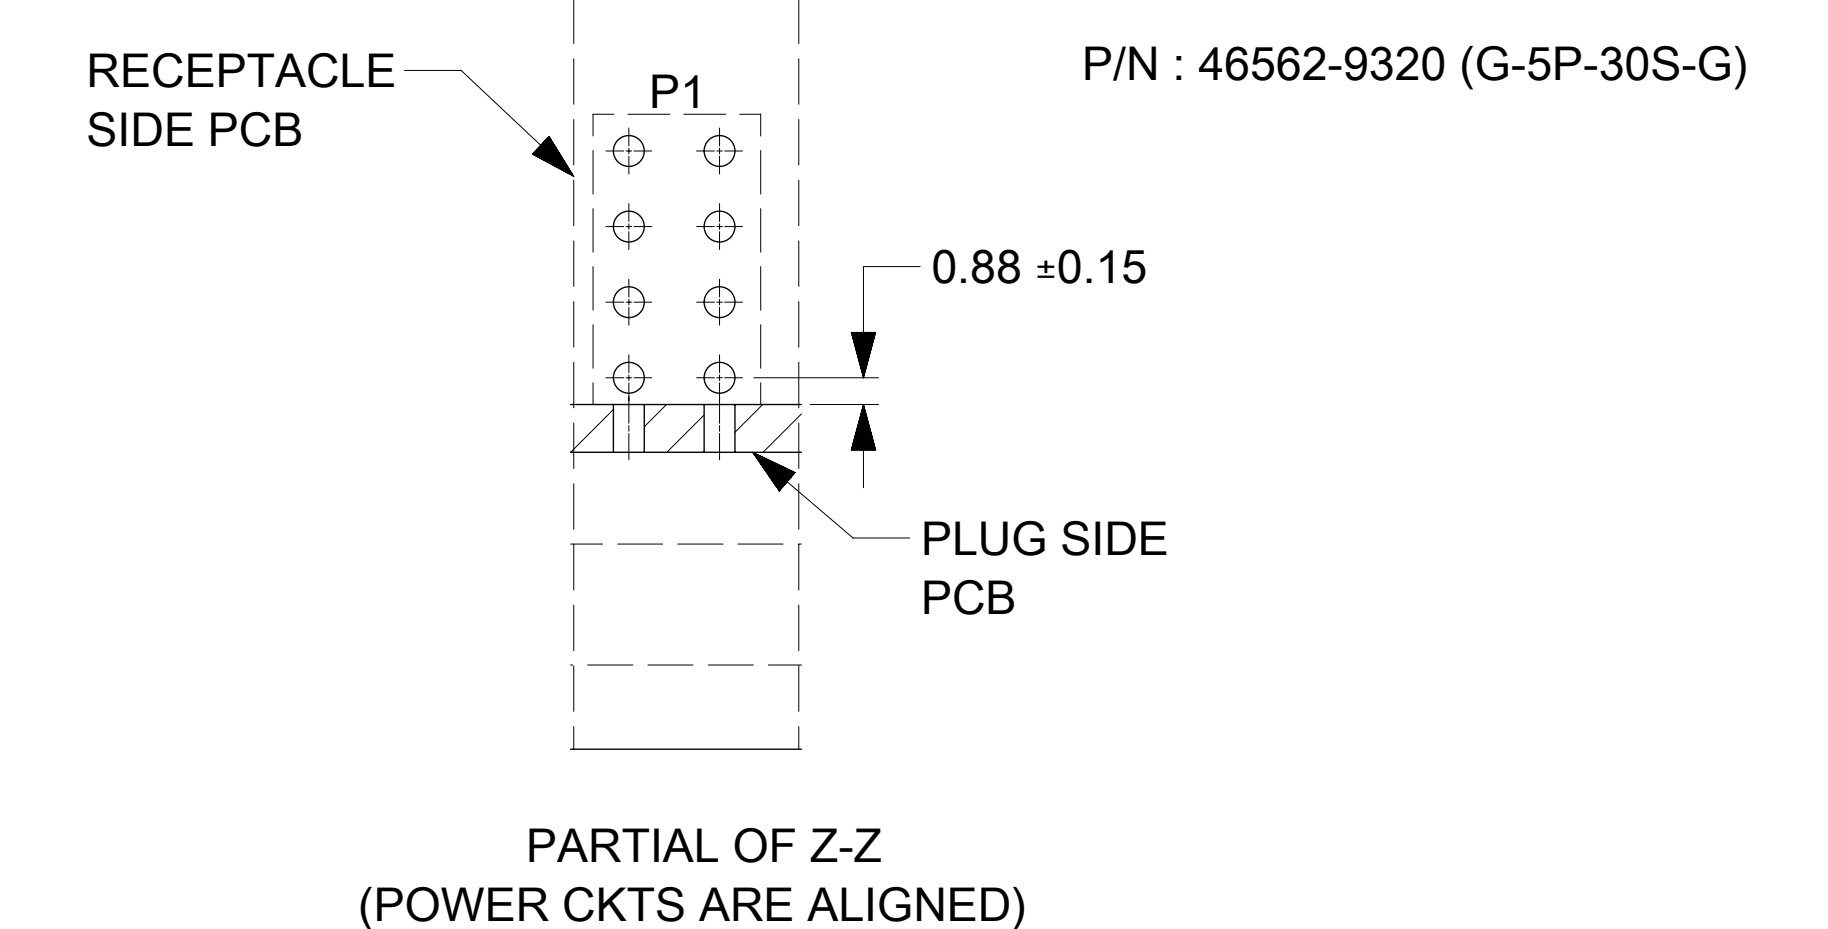 RECEPTACLE
SIDE PCB
P/N : 46562-9320 (G-5P-30S-G)
P1
0.88 ±0.15
PLUG SIDE
PCB
PARTIAL OF Z-Z
(POWER CKTS ARE ALIGNED)